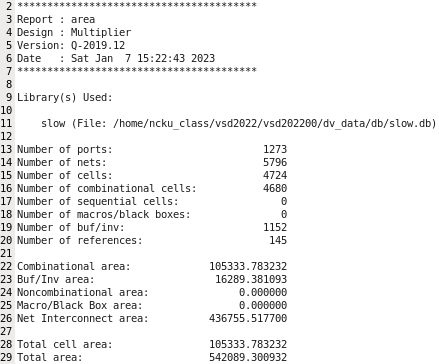 2 ****************************************
3 Report : area
4 Design : Multiplier
5 Version: Q-2019.12
6 Date   : Sat Jan  7 15:22:43 2023
7 ****************************************
8
9 Library(s) Used:
10
11     slow (File: /home/ncku_class/vsd2022/vsd202200/dv_data/db/slow.db)
12
13 Number of ports:                         1273
14 Number of nets:                          5796
15 Number of cells:                         4724
16 Number of combinational cells:           4680
17 Number of sequential cells:                 0
18 Number of macros/black boxes:               0
19 Number of buf/inv:                       1152
20 Number of references:                     145
21
22 Combinational area:             105333.783232
23 Buf/Inv area:                    16289.381093
24 Noncombinational area:               0.000000
25 Macro/Black Box area:                0.000000
26 Net Interconnect area:          436755.517700
27
28 Total cell area:                105333.783232
29 Total area:                     542089.300932